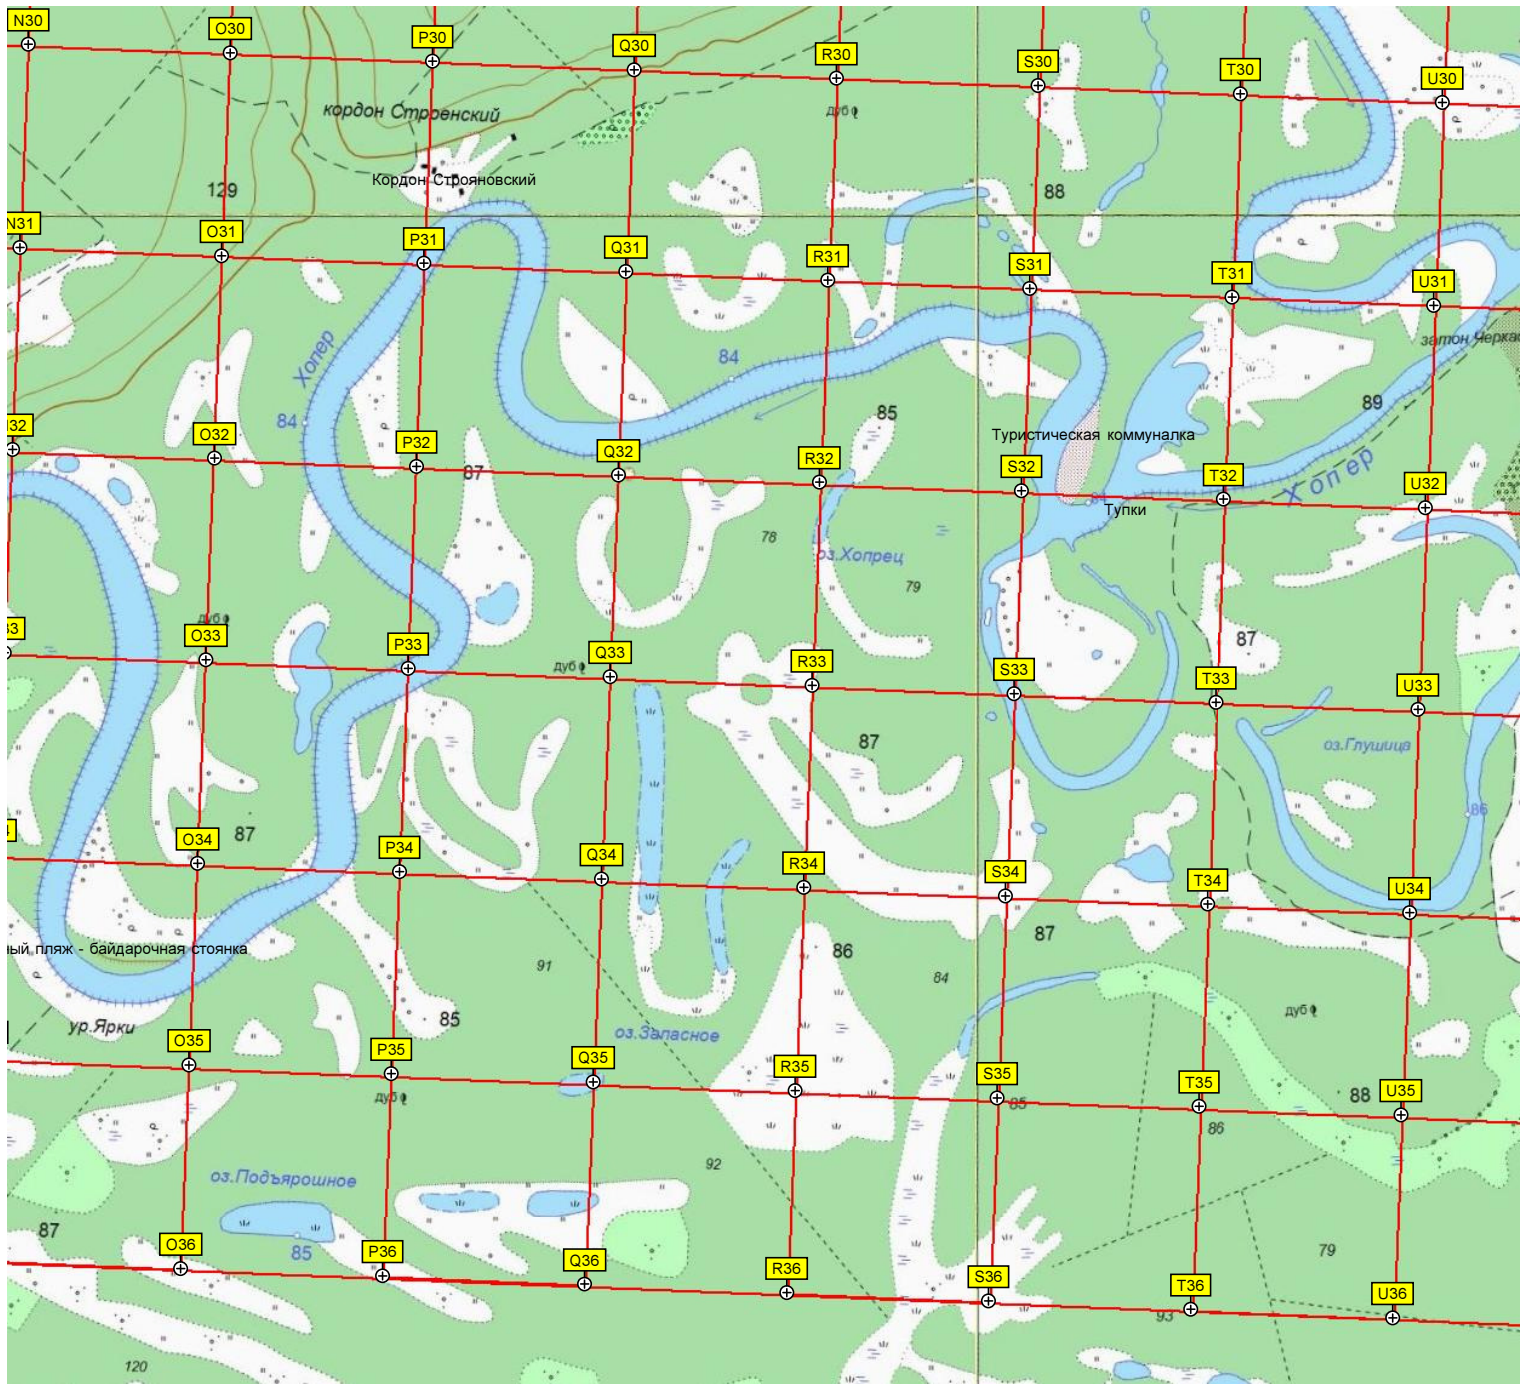 N30
O30
P30
Q30
R30
S30
T30
U30
кордон Строенский
дуб
Кордон Строяновский
129
88
N31
O31
P31
Q31
R31
S31
T31
U31
Хопер
84
затон Черкас
84
89
85
Туристическая коммуналка
32
O32
P32
Q32
R32
S32
T32
U32
87
Хопер
Тупки
78
оз.Хопрец
79
дуб
33
O33
P33
Q33
R33
S33
T33
U33
87
дуб
87
оз.Глушица
86
87
O34
P34
Q34
R34
S34
T34
U34
87
86
ный пляж - байдарочная стоянка
91
84
ур.Ярки
85
оз.Запасное
дуб
O35
P35
Q35
R35
S35
T35
U35
дуб
85
88
86
92
оз.Подъярошное
87
85
79
O36
P36
Q36
R36
S36
T36
U36
93
120